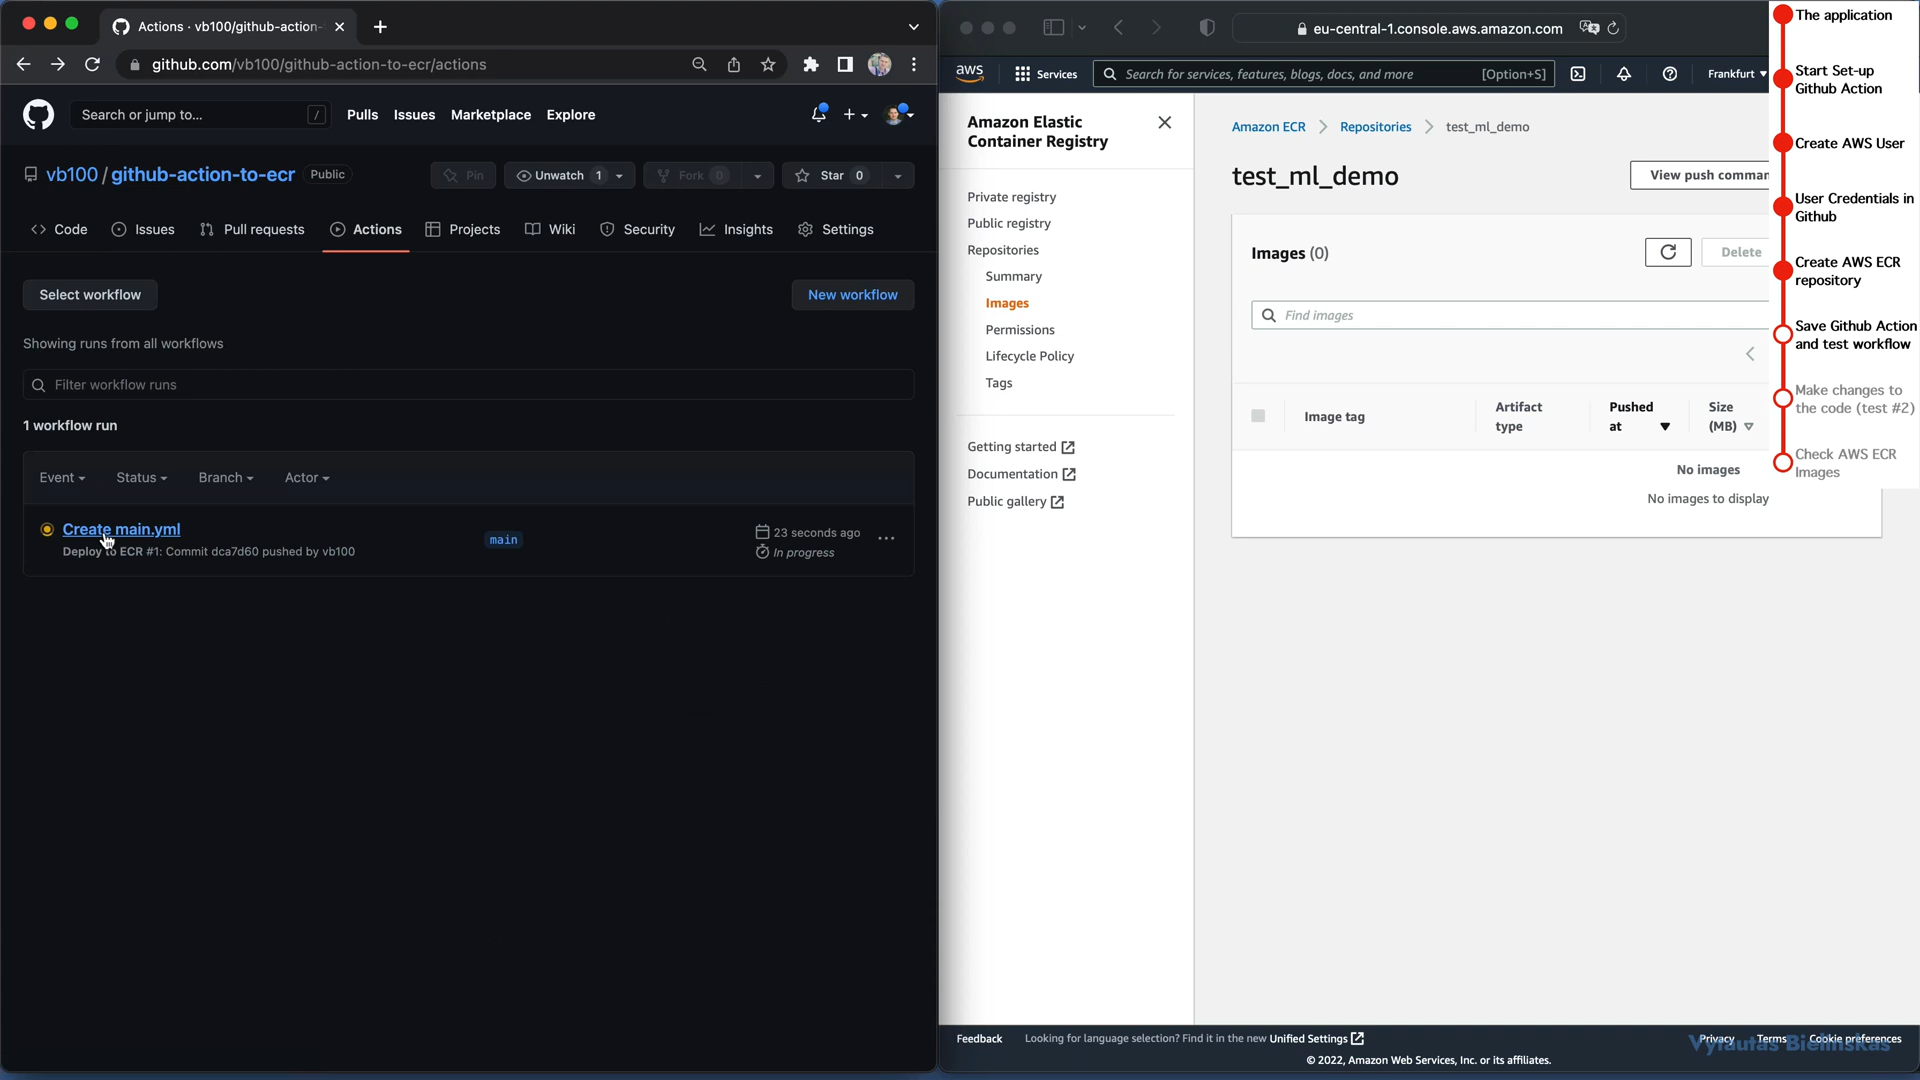 Actions · vb100/github-action-
github.com/vb100/github-action-to-ecr/actions
Search or jump to...
/
Pulls
Issues
Marketplace
Explore
vb100 / github-action-to-ecr
Public
Pin
Unwatch 1
Fork 0
Star 0
Code
Issues
Pull requests
Actions
Projects
Wiki
Security
Insights
Settings
Select workflow
New workflow
Showing runs from all workflows
Filter workflow runs
1 workflow run
Event
Status
Branch
Actor
Create main.yml
Deploy to ECR #1: Commit dca7d60 pushed by vb100
main
23 seconds ago
In progress
eu-central-1.console.aws.amazon.com
aws
Services
Search for services, features, blogs, docs, and more
[Option+S]
Frankfurt
Amazon Elastic
Container Registry
Private registry
Public registry
Repositories
Summary
Images
Permissions
Lifecycle Policy
Tags
Getting started
Documentation
Public gallery
Amazon ECR
Repositories
test_ml_demo
test_ml_demo
View push comman
Images (0)
Delete
Find images
Image tag
Artifact
type
Pushed
at
Size
(MB)
No images
No images to display
The application
Start Set-up
Github Action
Create AWS User
User Credentials in
Github
Create AWS ECR
repository
Save Github Action
and test workflow
Make changes to
the code (test #2)
Check AWS ECR
Images
Feedback
Looking for language selection? Find it in the new Unified Settings
Privacy
Terms
Cookie preferences
Vytautas Bielinskas
© 2022, Amazon Web Services, Inc. or its affiliates.